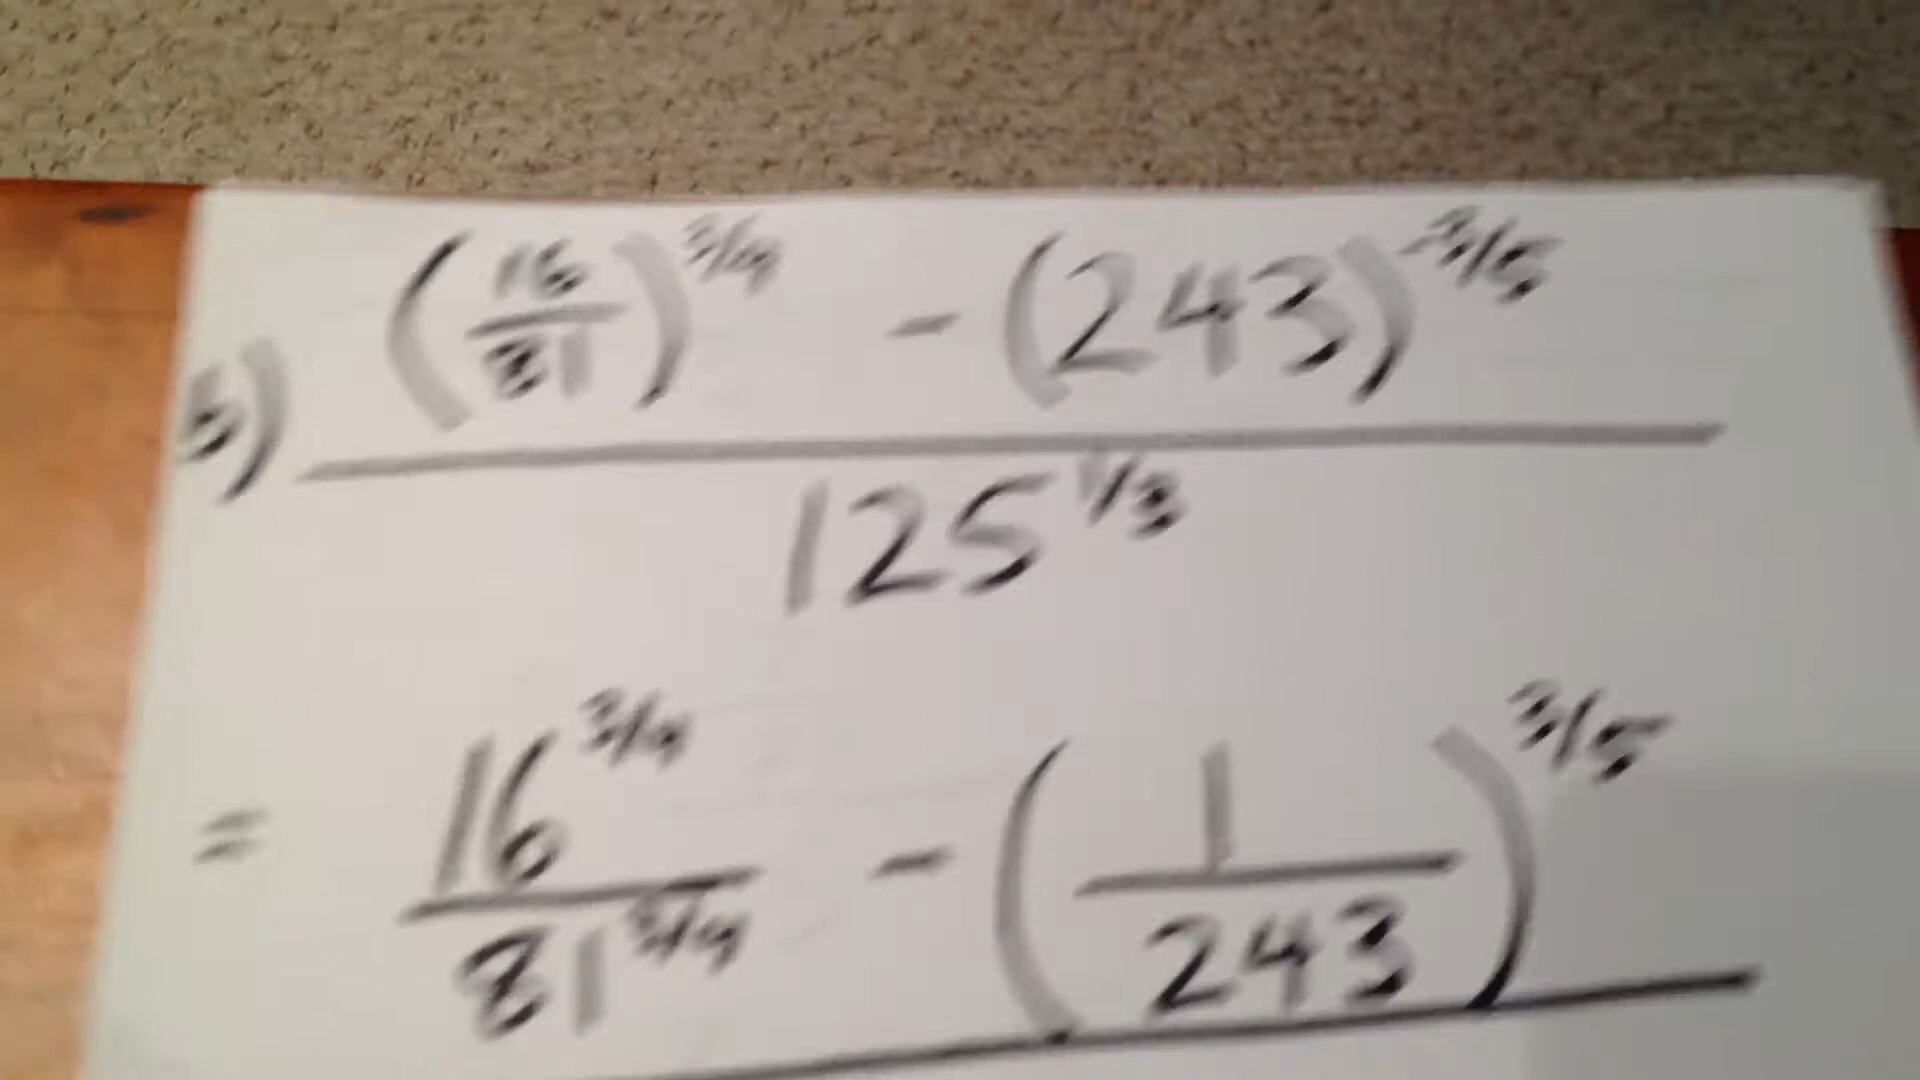 5) ((16/81)^3/4 - (243)^-3/5) / 125^1/3
= 16^3/4 / 81^3/4 - (1/243)^3/5